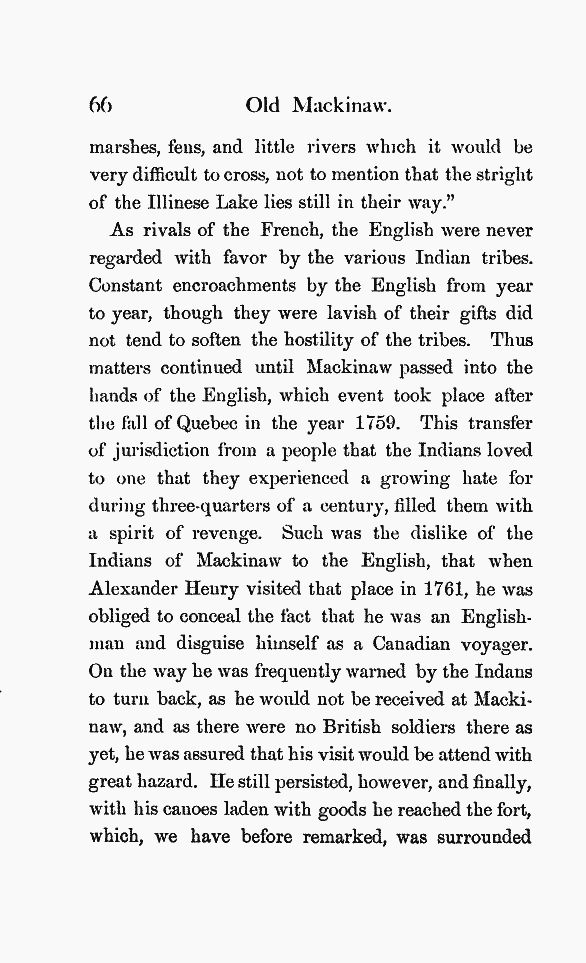 66 Old Mackinaw.
marshes, fens, and little rivers which it would be
very difficult to cross, not to mention that the stright
of the Illinese Lake lies still in their way.”
As rivals of the French, the English were never
regarded with favor by the various Indian tribes.
Constant encroachments by the English from year
to year, though they were lavish of their gifts did
not tend to soften the hostility of the tribes. Thus
matters continued until Mackinaw passed into the
hands of the English, which event took place after
the fall of Quebec in the year 1759. This transfer
of jurisdiction from a people that the Indians loved
to one that they experienced a growing hate for
during three-quarters of a century, filled them with
a spirit of revenge. Such was the dislike of the
Indians of Mackinaw to the English, that when
Alexander Henry visited that place in 1761, he was
obliged to conceal the fact that he was an English-
man and disguise himself as a Canadian voyager.
On the way he was frequently warned by the Indans
to turn back, as he would not be received at Macki-
naw, and as there were no British soldiers there as
yet, he was assured that his visit would be attend with
great hazard. He still persisted, however, and finally,
with his canoes laden with goods he reached the fort,
which, we have before remarked, was surrounded